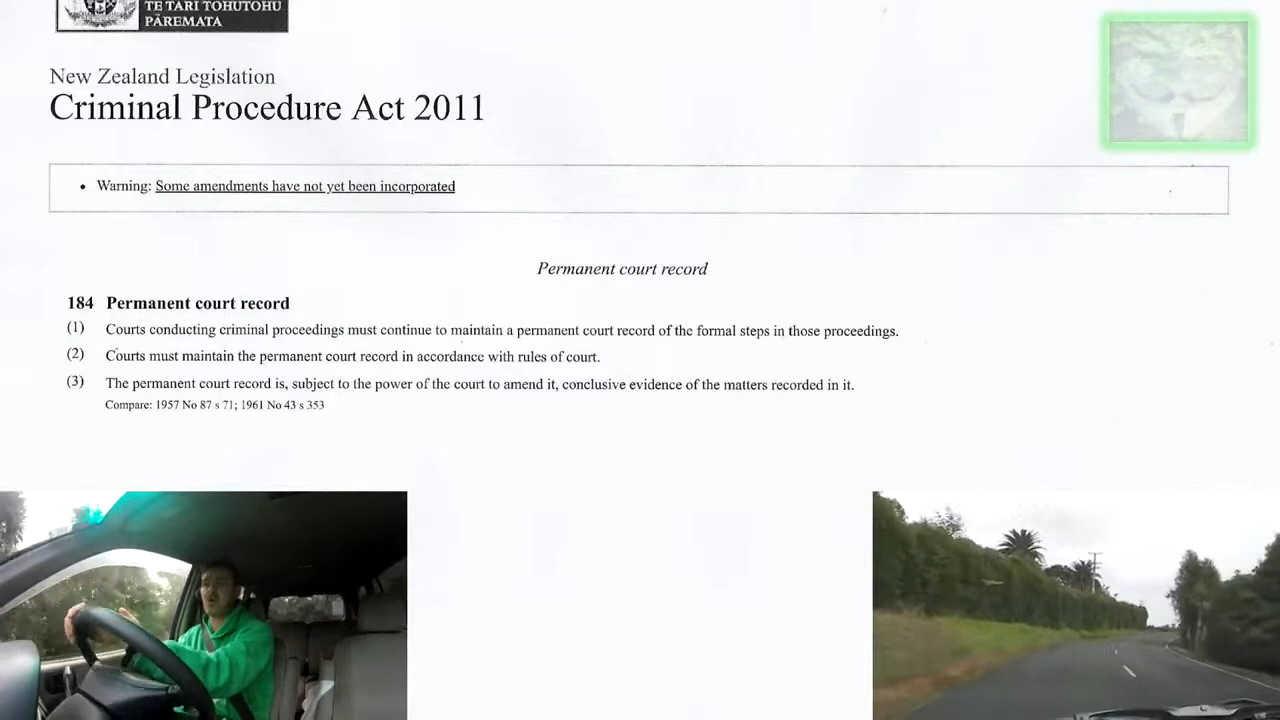 TE TARI TOHUTOHU
PĀREMATA
New Zealand Legislation
Criminal Procedure Act 2011
• Warning: Some amendments have not yet been incorporated
Permanent court record
184 Permanent court record
(1) Courts conducting criminal proceedings must continue to maintain a permanent court record of the formal steps in those proceedings.
(2) Courts must maintain the permanent court record in accordance with rules of court.
(3) The permanent court record is, subject to the power of the court to amend it, conclusive evidence of the matters recorded in it.
Compare: 1957 No 87 s 71; 1961 No 43 s 353